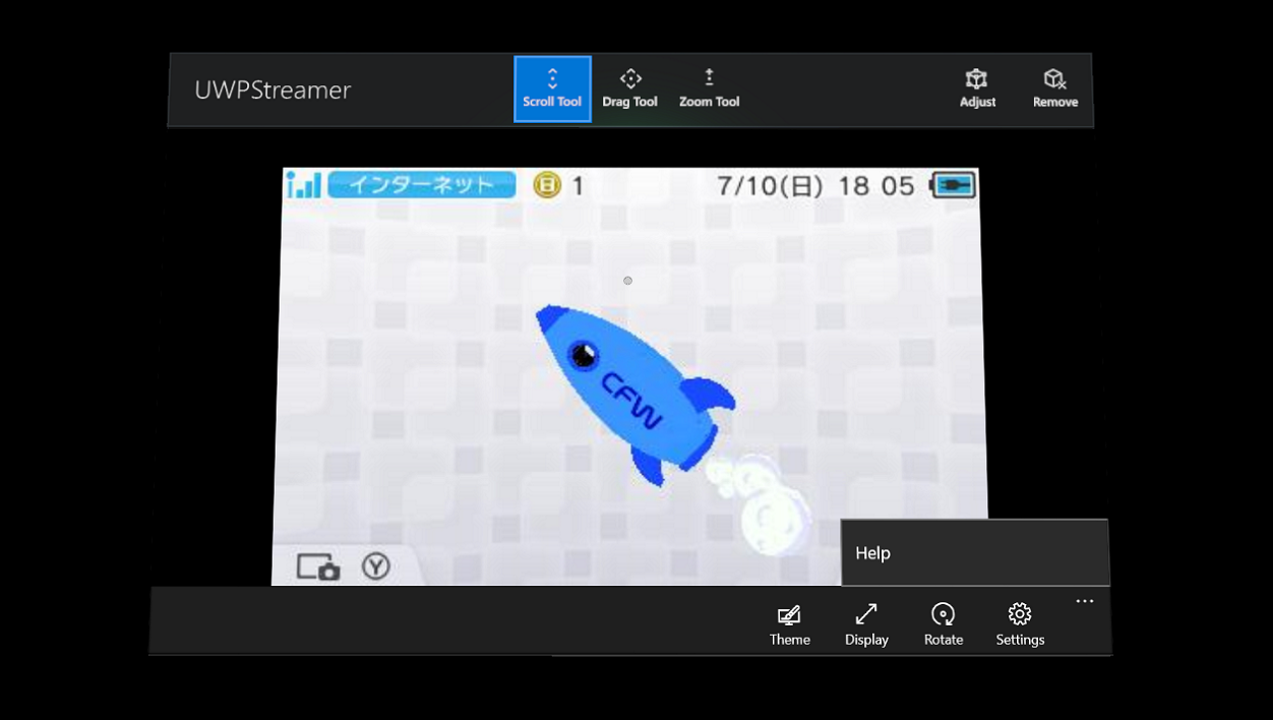 UWPStreamer
Scroll Tool
Drag Tool
Zoom Tool
Adjust
Remove
インターネット
1
7/10(日) 18 05
CFW
Y
Help
Theme
Display
Rotate
Settings